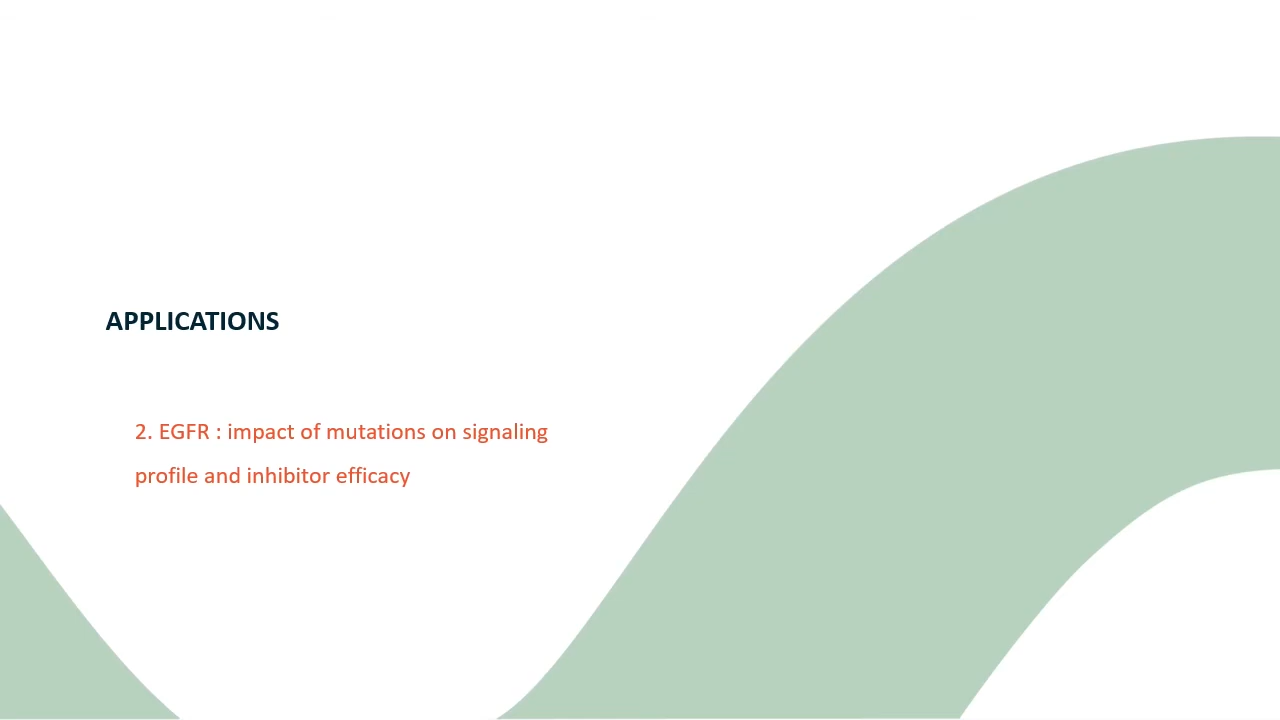 APPLICATIONS
2. EGFR : impact of mutations on signaling
profile and inhibitor efficacy